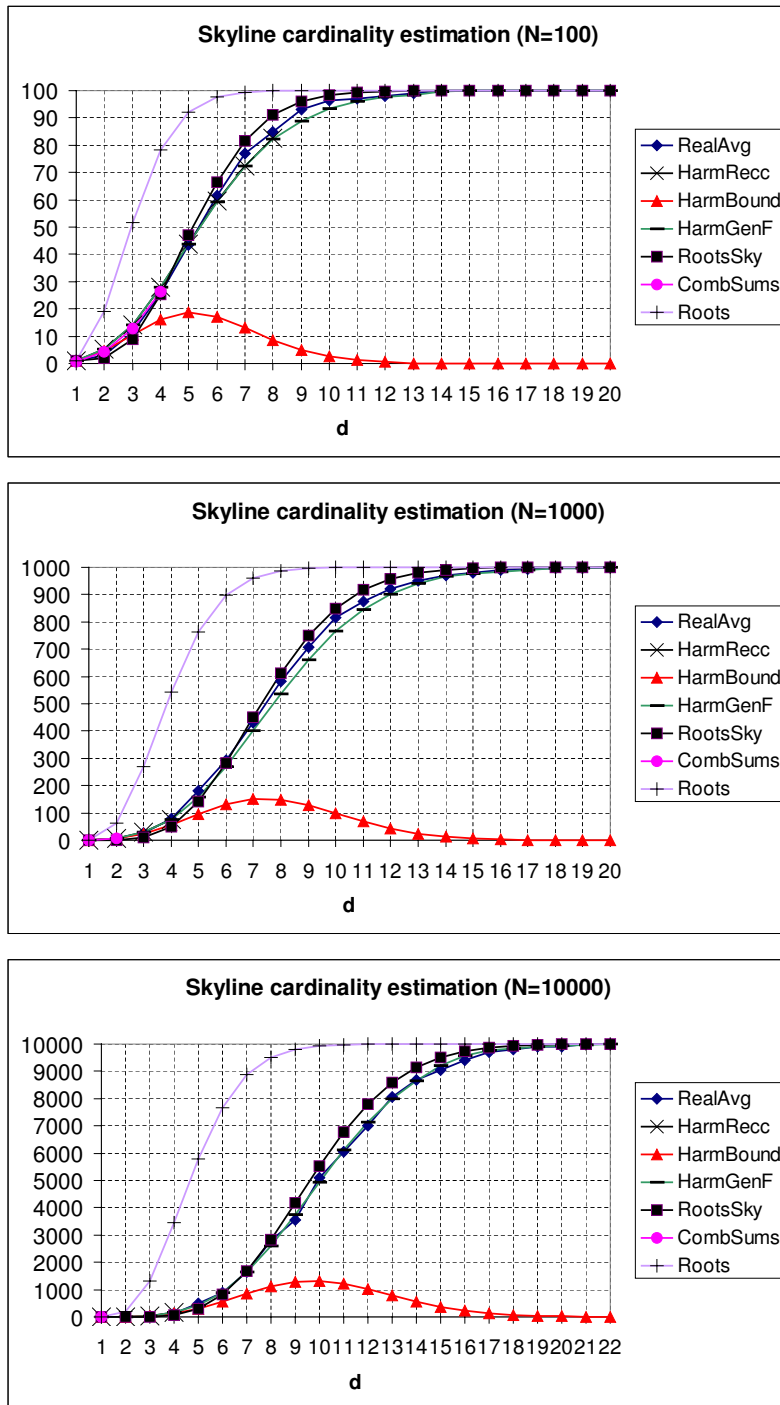 Skyline cardinality estimation (N=100)
100
90
80
70
60
50
40
30
20
10
0
1 2 3 4 5 6 7 8 9 10 11 12 13 14 15 16 17 18 19 20
d
RealAvg
HarmRecc
HarmBound
HarmGenF
RootsSky
CombSums
Roots
Skyline cardinality estimation (N=1000)
1000
900
800
700
600
500
400
300
200
100
0
1 2 3 4 5 6 7 8 9 10 11 12 13 14 15 16 17 18 19 20
d
RealAvg
HarmRecc
HarmBound
HarmGenF
RootsSky
CombSums
Roots
Skyline cardinality estimation (N=10000)
10000
9000
8000
7000
6000
5000
4000
3000
2000
1000
0
1 2 3 4 5 6 7 8 9 10 11 12 13 14 15 16 17 18 19 20 21 22
d
RealAvg
HarmRecc
HarmBound
HarmGenF
RootsSky
CombSums
Roots